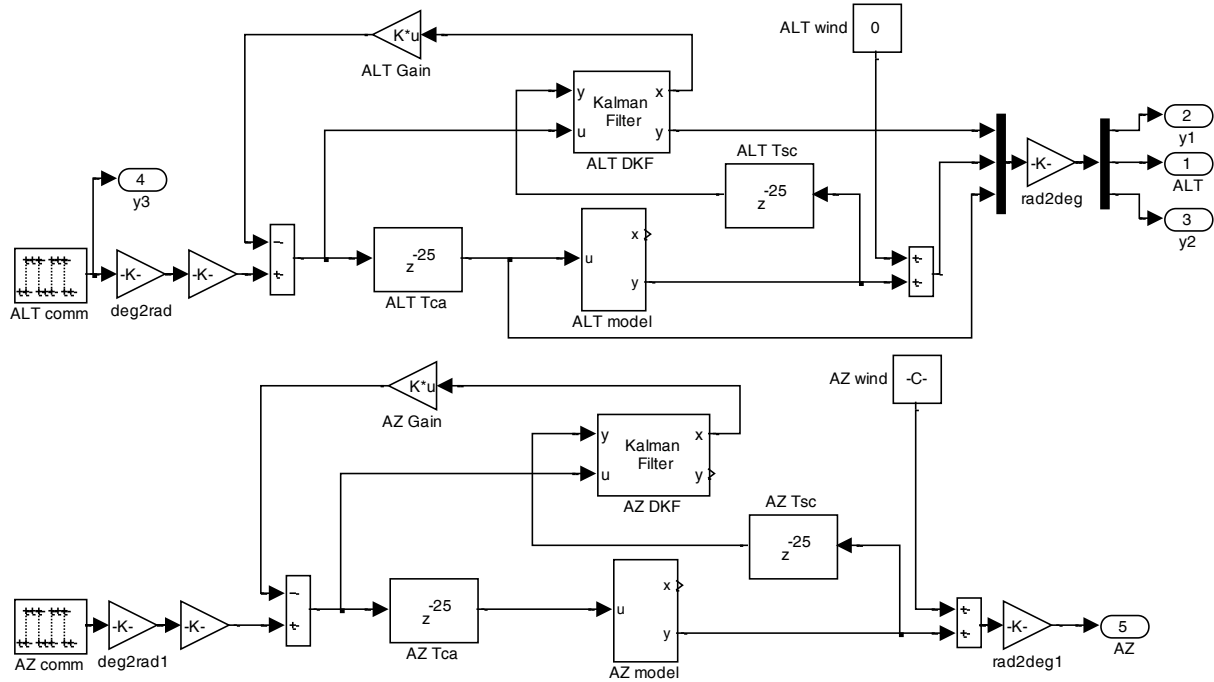 K*u
ALT Gain
ALT wind
0
y
x
Kalman
Filter
u
y
ALT DKF
2
y1
ALT Tsc
-25
z
-K-
rad2deg
1
ALT
3
y2
4
y3
-
+
ALT comm
-K-
deg2rad
-K-
-25
z
ALT Tca
x
u
y
ALT model
+
+
K*u
AZ Gain
AZ wind
-C-
y
x
Kalman
Filter
u
y
AZ DKF
AZ Tsc
-25
z
-
+
AZ comm
-K-
deg2rad1
-K-
-25
z
AZ Tca
x
u
y
AZ model
+
+
-K-
rad2deg1
5
AZ